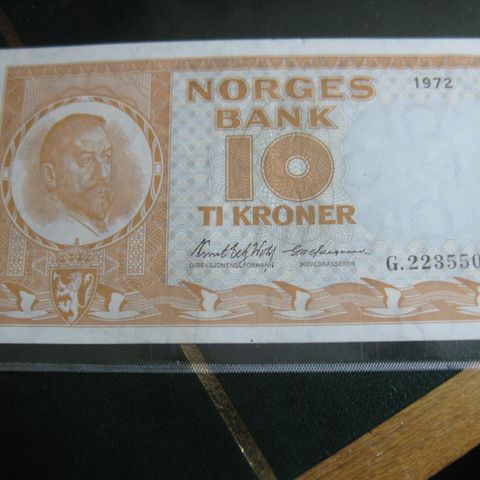 NORGES
1972
BANK
10
TI KRONER
DIREKSJONENS FORMANN HOVEDKASSERER
G.223550